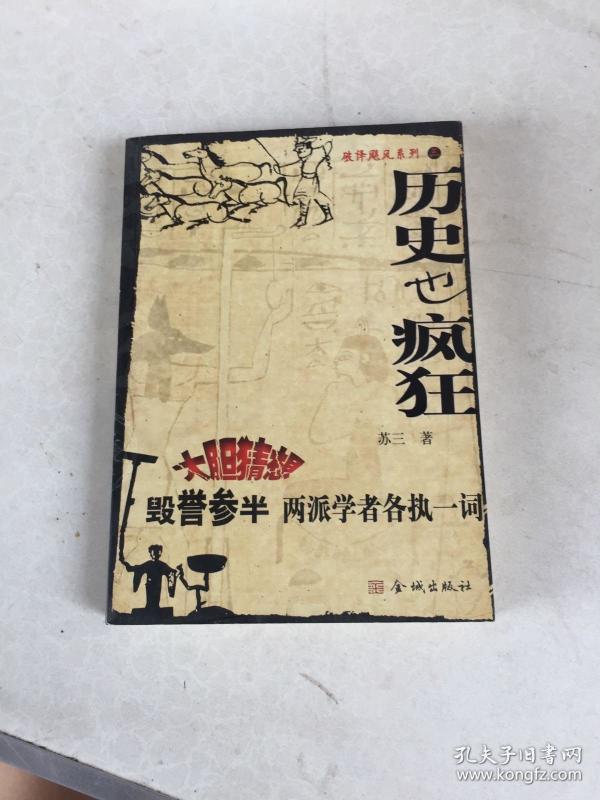 破译飓风系列
历史也疯狂
苏三 著
大胆猜想
毁誉参半 两派学者各执一词
金城出版社
孔夫子旧书网
www.kongfz.com